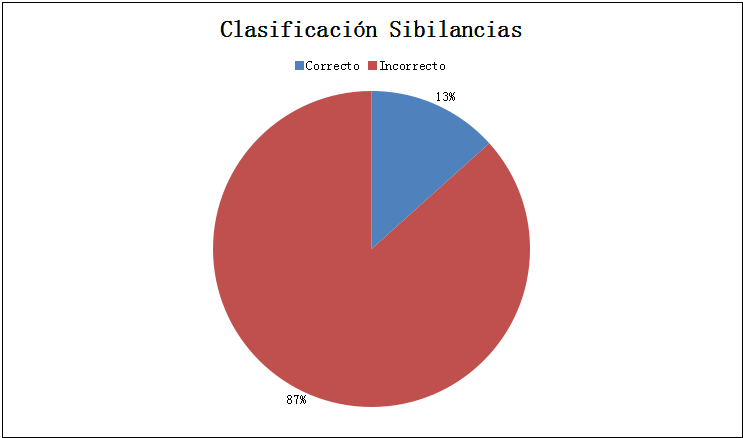 Clasificación Sibilancias
Correcto Incorrecto
13%
87%